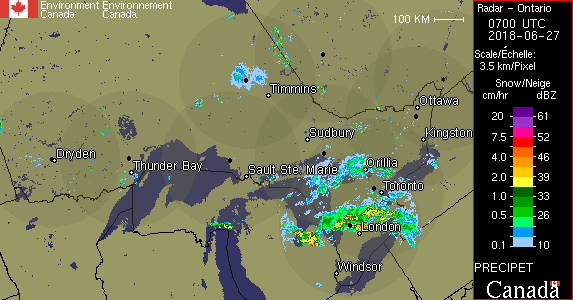 Environment Environnement
Canada Canada
100 KM
Timmins
Ottawa
Sudbury
Kingston
Dryden
Thunder Bay
Sault Ste. Marie
Orillia
Toronto
London
Windsor
Radar - Ontario
0700 UTC
2018-06-27
Scale/Échelle:
3.5 km/Pixel
Snow/Neige
cm/hr dBZ
20 61
7.5 52
4.0 46
2.0 39
1.0 33
0.5 26
0.1 10
PRECIPET
Canada